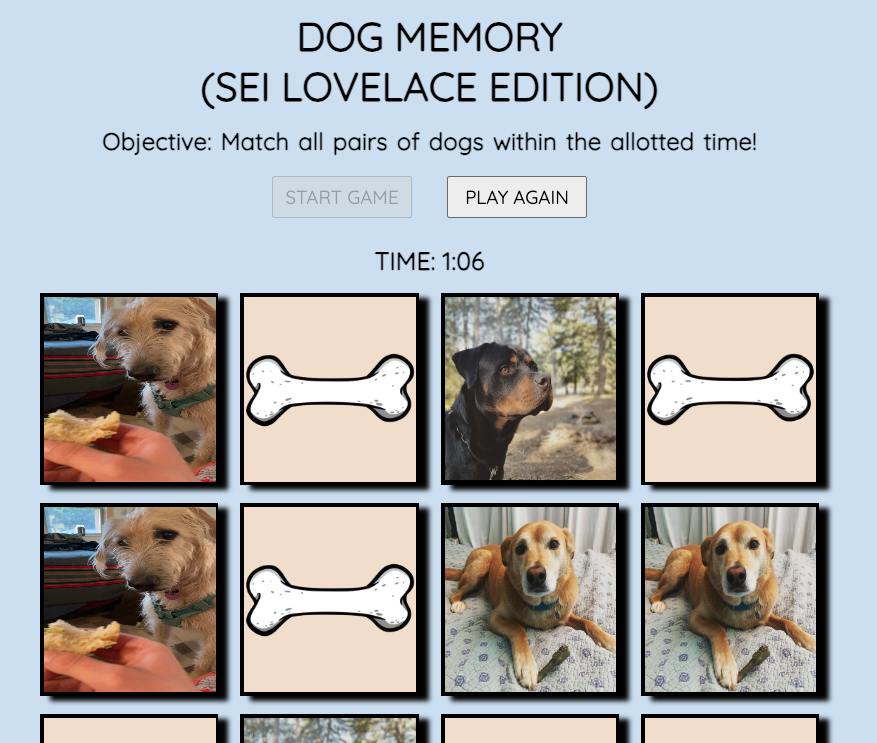 DOG MEMORY
(SEI LOVELACE EDITION)
Objective: Match all pairs of dogs within the allotted time!
START GAME PLAY AGAIN
TIME: 1:06